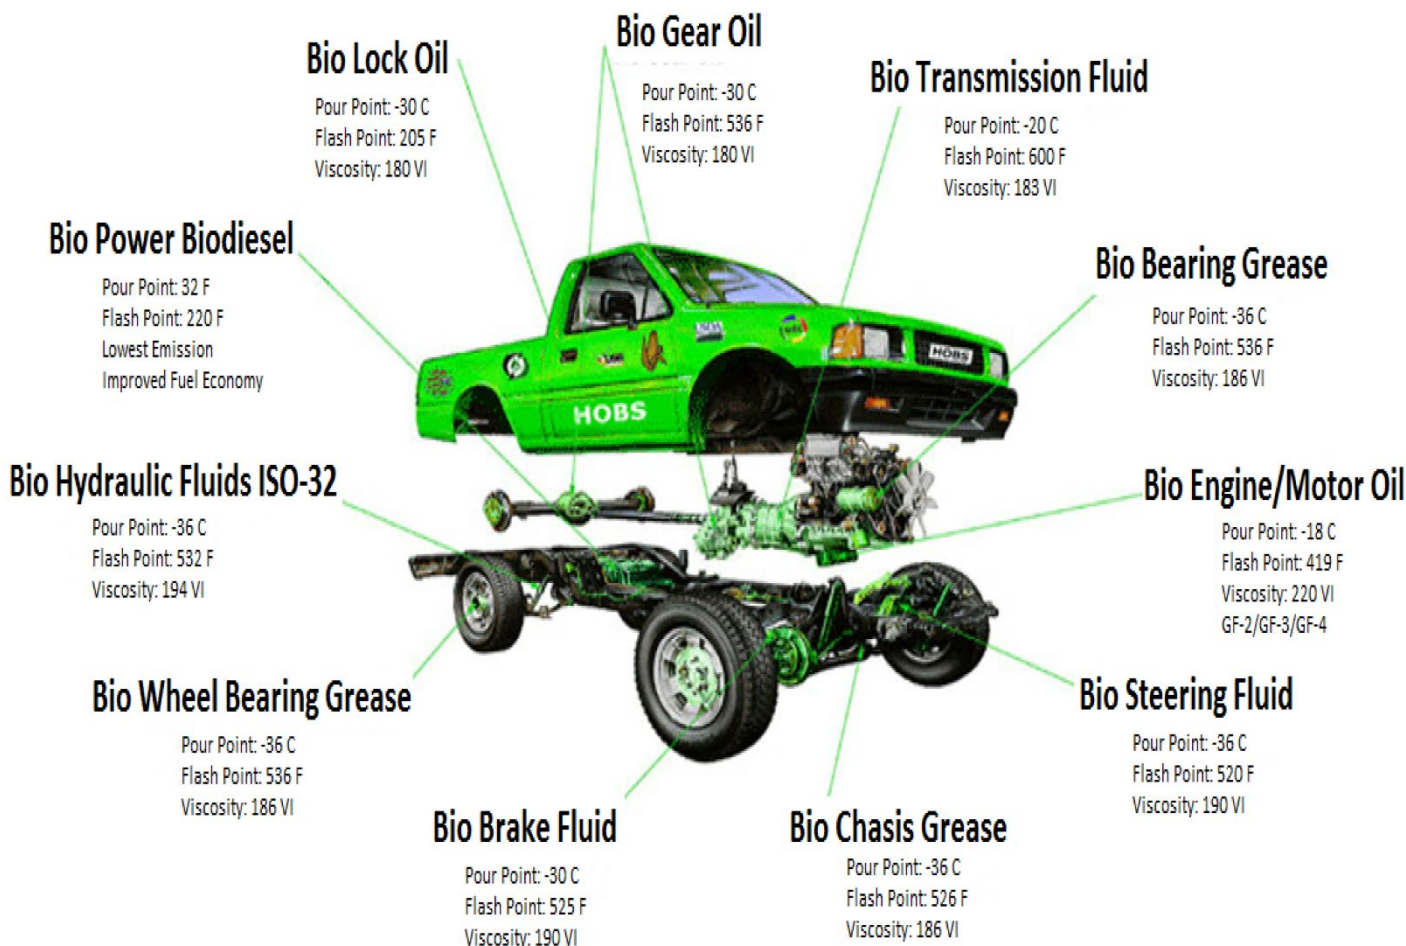 Bio Gear Oil
Pour Point: -30 C
Flash Point: 536 F
Viscosity: 180 VI
Bio Lock Oil
Pour Point: -30 C
Flash Point: 205 F
Viscosity: 180 VI
Bio Transmission Fluid
Pour Point: -20 C
Flash Point: 600 F
Viscosity: 183 VI
Bio Power Biodiesel
Pour Point: 32 F
Flash Point: 220 F
Lowest Emission
Improved Fuel Economy
Bio Bearing Grease
Pour Point: -36 C
Flash Point: 536 F
Viscosity: 186 VI
HOBS
HOBS
Bio Hydraulic Fluids ISO-32
Pour Point: -36 C
Flash Point: 532 F
Viscosity: 194 VI
Bio Engine/Motor Oil
Pour Point: -18 C
Flash Point: 419 F
Viscosity: 220 VI
GF-2/GF-3/GF-4
Bio Wheel Bearing Grease
Pour Point: -36 C
Flash Point: 536 F
Viscosity: 186 VI
Bio Steering Fluid
Pour Point: -36 C
Flash Point: 520 F
Viscosity: 190 VI
Bio Brake Fluid
Pour Point: -30 C
Flash Point: 525 F
Viscosity: 190 VI
Bio Chasis Grease
Pour Point: -36 C
Flash Point: 526 F
Viscosity: 186 VI